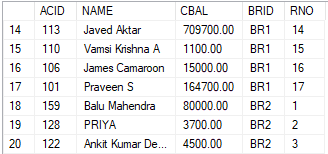 ACID NAME CBAL BRID RNO
14 113 Javed Aktar 709700.00 BR1 14
15 110 Vamsi Krishna A 1100.00 BR1 15
16 106 James Camaroon 15000.00 BR1 16
17 101 Praveen S 164700.00 BR1 17
18 159 Balu Mahendra 80000.00 BR2 1
19 128 PRIYA 3700.00 BR2 2
20 122 Ankit Kumar De... 4500.00 BR2 3